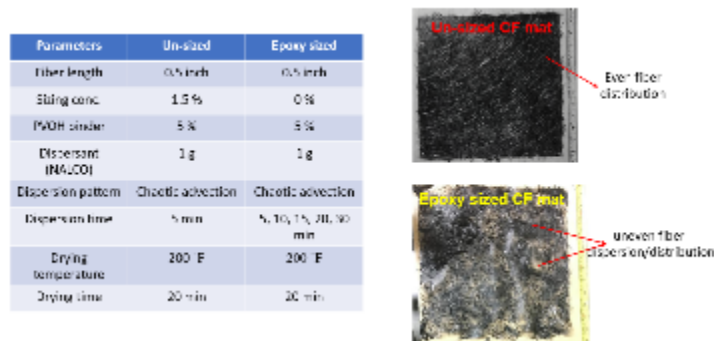 Parameters Un-sized Epoxy sized
Fiber length 0.5 inch 0.5 inch
Sizing conc. 1.5 % 0 %
PVOH binder 5 % 5 %
Dispersant (NALCO) 1 g 1 g
Dispersion pattern Chaotic advection Chaotic advection
Dispersion time 5 min 5, 10, 15, 20, 30 min
Drying temperature 200 °F 200 °F
Drying time 20 min 20 min
Un-sized CF mat
Even fiber
distribution
Epoxy sized CF mat
uneven fiber
dispersion/distribution